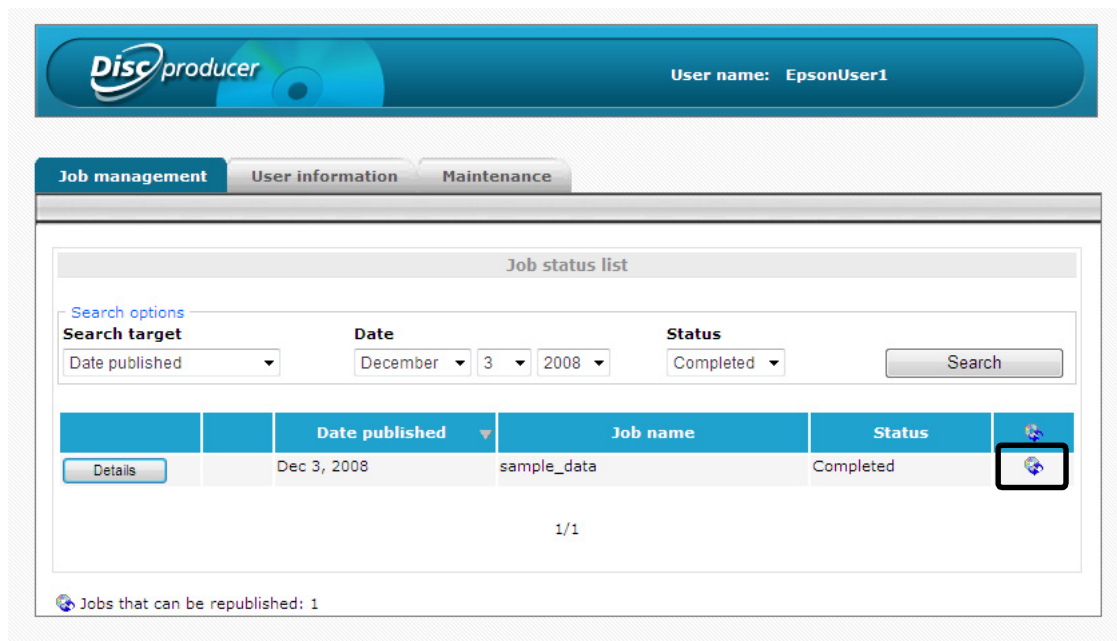 Disc producer
User name: EpsonUser1
Job management User information Maintenance
Job status list
Search options
Search target Date Status
Date published December 3 2008 Completed Search
Date published Job name Status
Details Dec 3, 2008 sample_data Completed
1/1
Jobs that can be republished: 1